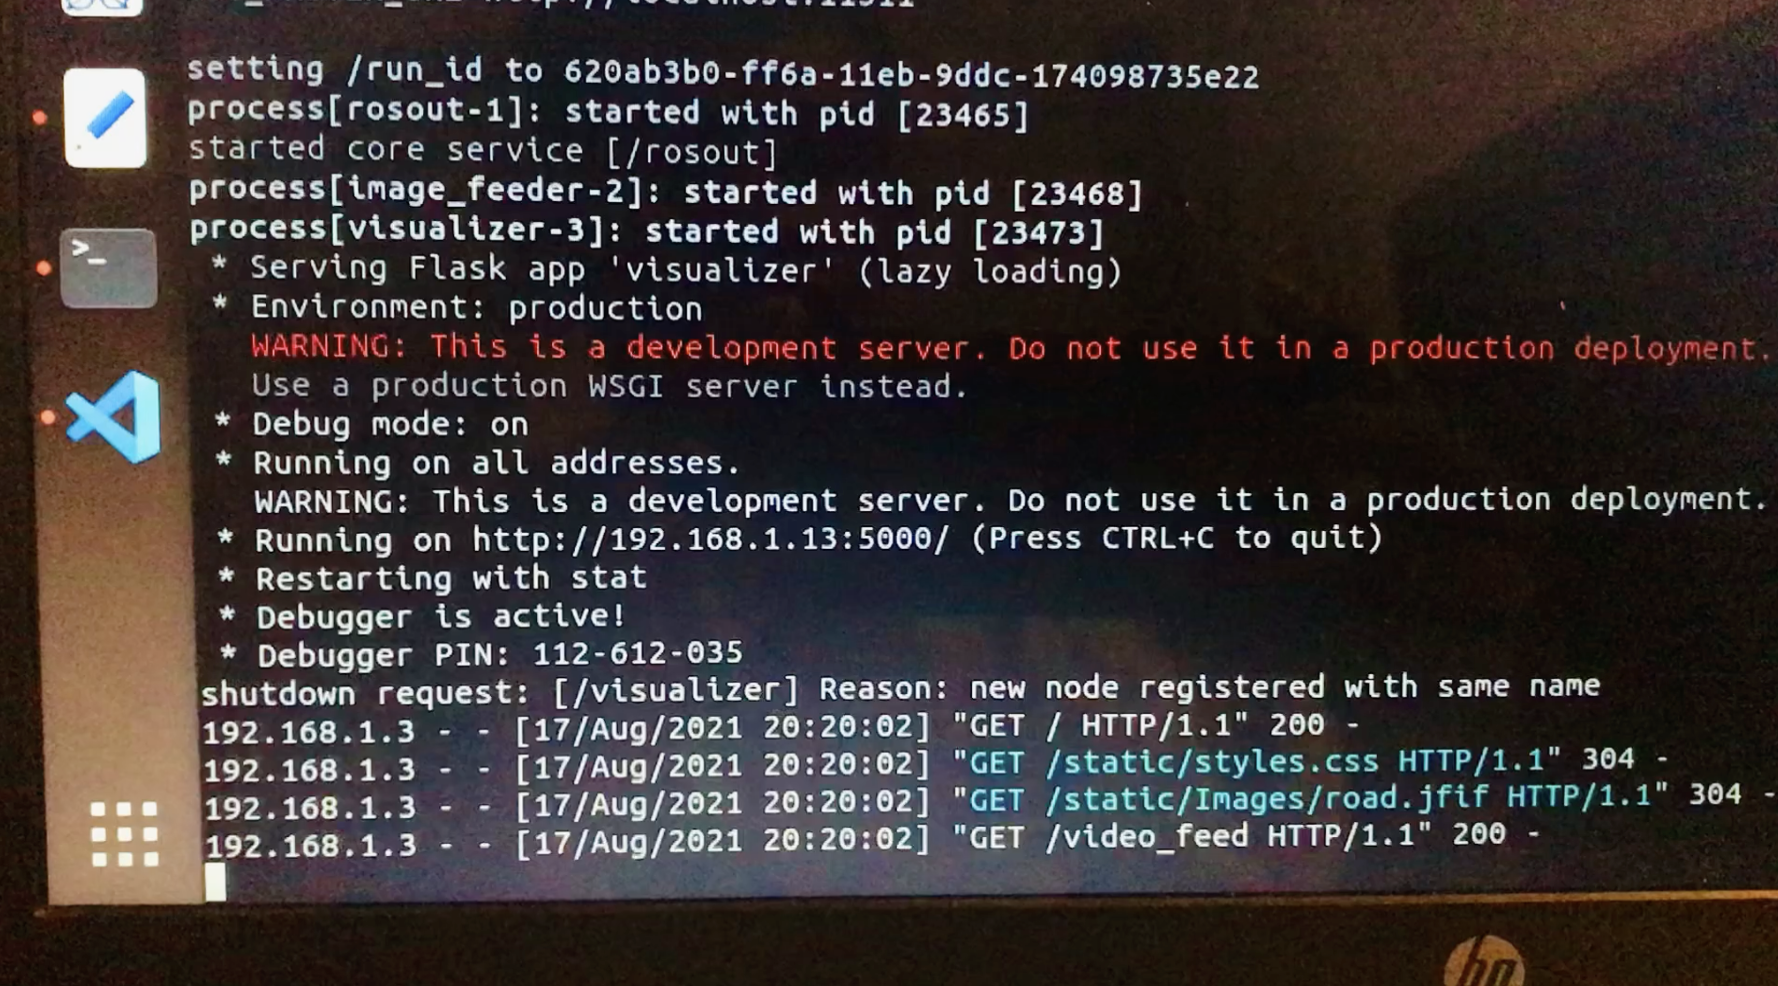 setting /run_id to 620ab3b0-ff6a-11eb-9ddc-174098735e22
process[rosout-1]: started with pid [23465]
started core service [/rosout]
process[image_feeder-2]: started with pid [23468]
process[visualizer-3]: started with pid [23473]
* Serving Flask app 'visualizer' (lazy loading)
* Environment: production
WARNING: This is a development server. Do not use it in a production deployment.
Use a production WSGI server instead.
* Debug mode: on
* Running on all addresses.
WARNING: This is a development server. Do not use it in a production deployment.
* Running on http://192.168.1.13:5000/ (Press CTRL+C to quit)
* Restarting with stat
* Debugger is active!
* Debugger PIN: 112-612-035
shutdown request: [/visualizer] Reason: new node registered with same name
192.168.1.3 - - [17/Aug/2021 20:20:02] "GET / HTTP/1.1" 200 -
192.168.1.3 - - [17/Aug/2021 20:20:02] "GET /static/styles.css HTTP/1.1" 304 -
192.168.1.3 - - [17/Aug/2021 20:20:02] "GET /static/Images/road.jfif HTTP/1.1" 304 -
192.168.1.3 - - [17/Aug/2021 20:20:02] "GET /video_feed HTTP/1.1" 200 -
hp